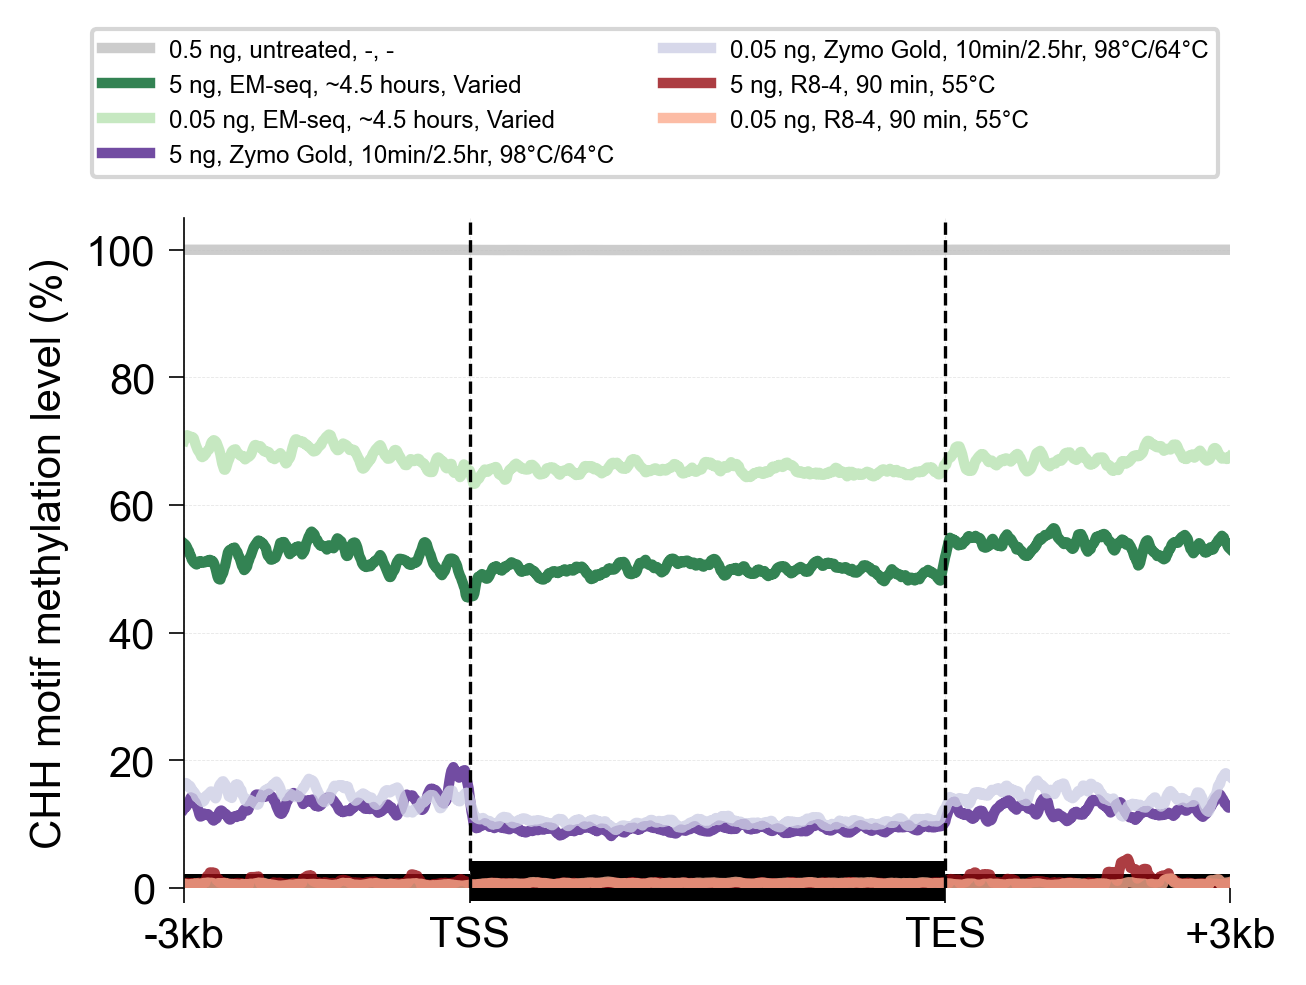 0.5 ng, untreated, -, -
5 ng, EM-seq, ~4.5 hours, Varied
0.05 ng, EM-seq, ~4.5 hours, Varied
5 ng, Zymo Gold, 10min/2.5hr, 98°C/64°C
0.05 ng, Zymo Gold, 10min/2.5hr, 98°C/64°C
5 ng, R8-4, 90 min, 55°C
0.05 ng, R8-4, 90 min, 55°C
CHH motif methylation level (%)
100
80
60
40
20
0
-3kb
TSS
TES
+3kb